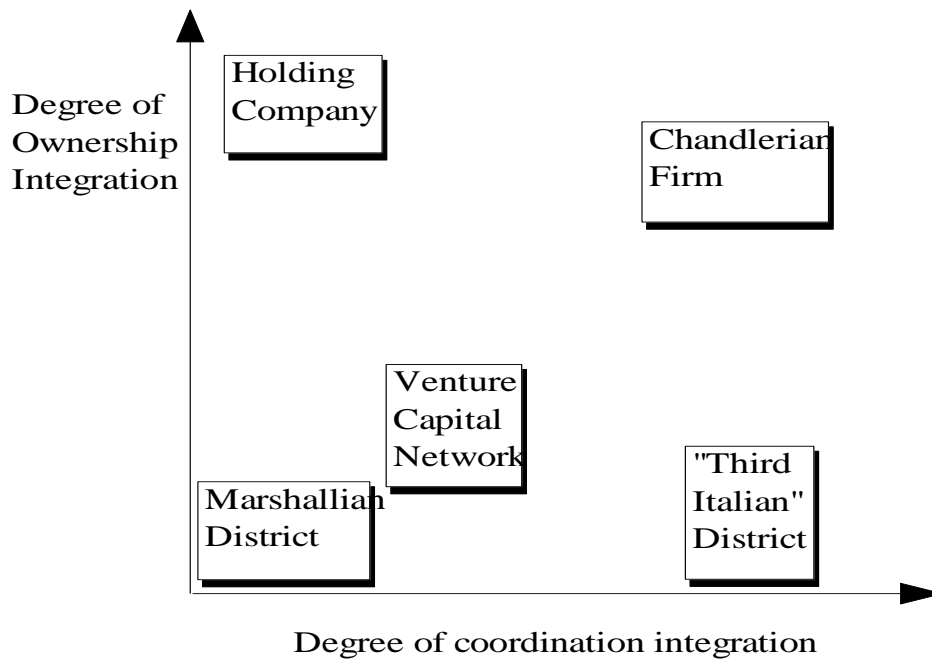 Degree of
Ownership
Integration
Holding
Company
Chandlerian
Firm
Venture
Capital
Network
Marshallian
District
"Third
Italian"
District
Degree of coordination integration